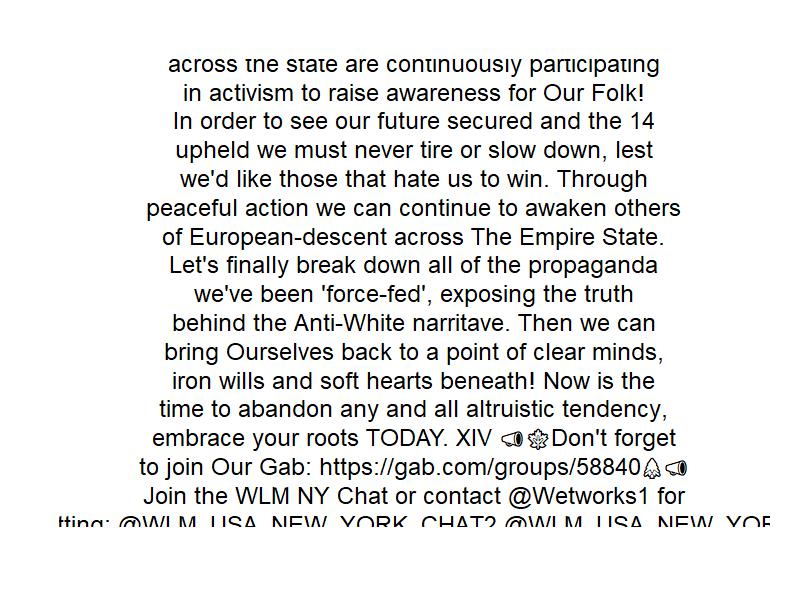 across the state are continuously participating
in activism to raise awareness for Our Folk!
In order to see our future secured and the 14
upheld we must never tire or slow down, lest
we'd like those that hate us to win. Through
peaceful action we can continue to awaken others
of European-descent across The Empire State.
Let's finally break down all of the propaganda
we've been 'force-fed', exposing the truth
behind the Anti-White narritave. Then we can
bring Ourselves back to a point of clear minds,
iron wills and soft hearts beneath! Now is the
time to abandon any and all altruistic tendency,
embrace your roots TODAY. XIV 📢🍁Don't forget
to join Our Gab: https://gab.com/groups/58840🌲📢
Join the WLM NY Chat or contact @Wetworks1 for
@WLM_USA_NEW_YORK_CHAT2